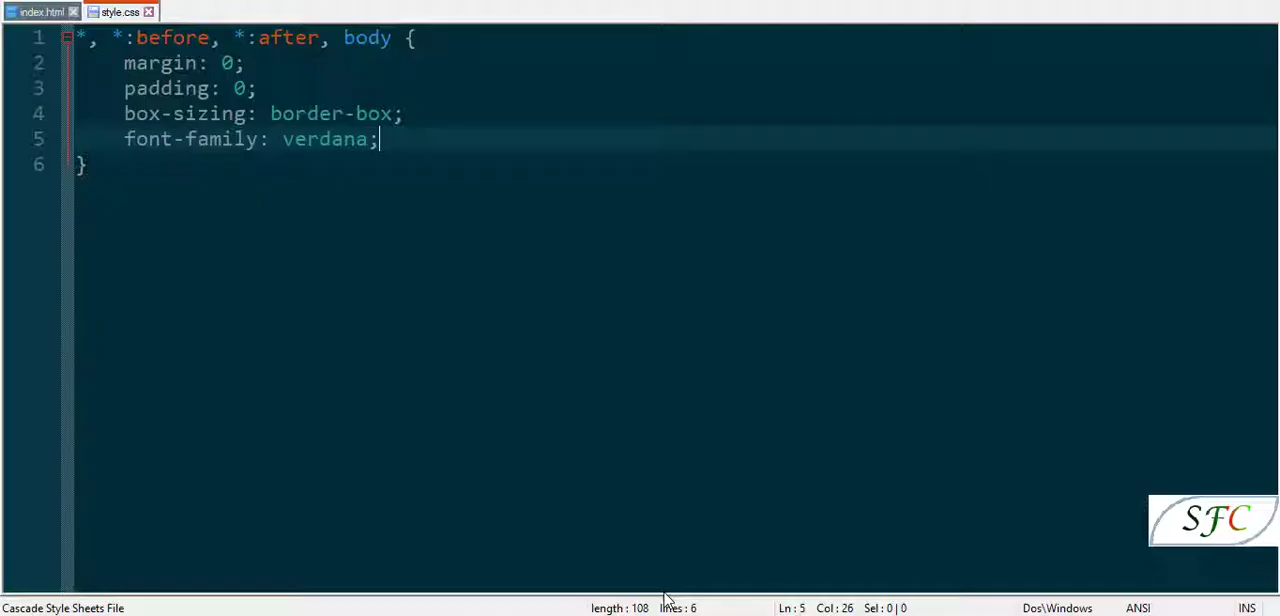 index.html style.css
1 *, *:before, *:after, body {
2 margin: 0;
3 padding: 0;
4 box-sizing: border-box;
5 font-family: verdana;
6 }
SFC
Cascade Style Sheets File length : 108 lines : 6 Ln : 5 Col : 26 Sel : 0 | 0 Dos\Windows ANSI INS